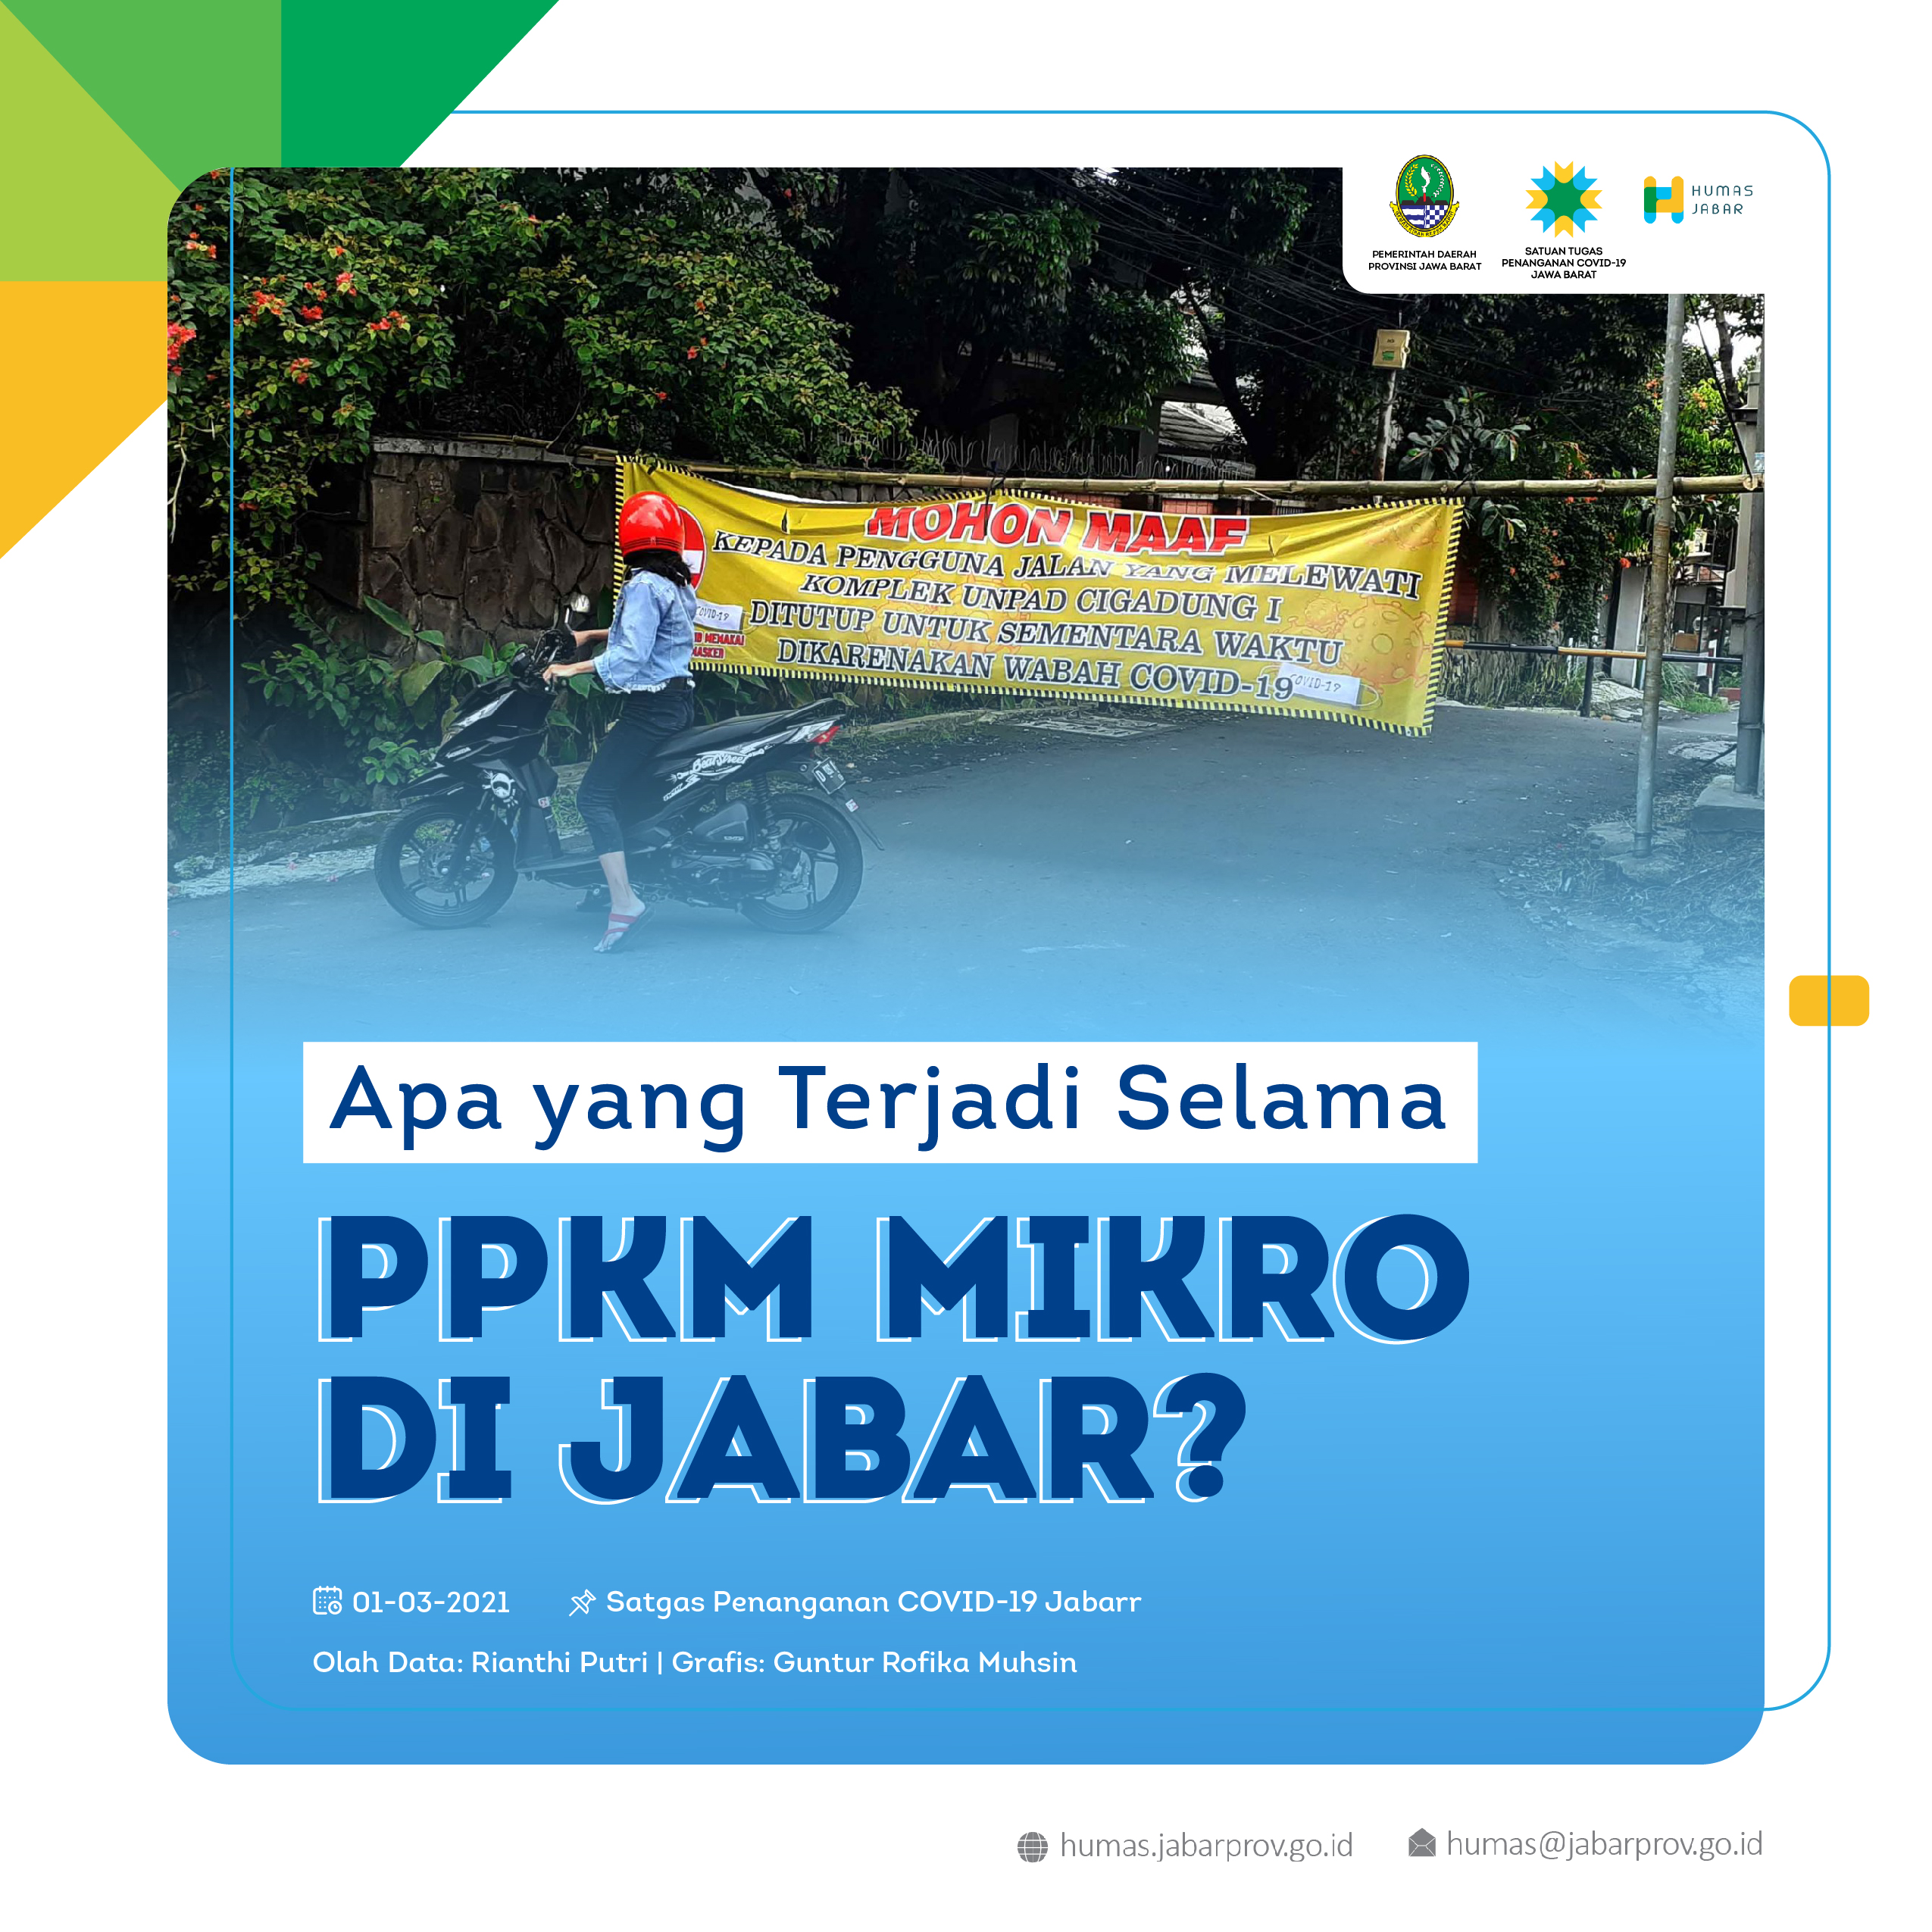 PEMERINTAH DAERAH
PROVINSI JAWA BARAT
SATUAN TUGAS
PENANGANAN COVID-19
JAWA BARAT
HUMAS
JABAR
MOHON MAAF
KEPADA PENGGUNA JALAN YANG MELEWATI
KOMPLEK UNPAD CIGADUNG I
DITUTUP UNTUK SEMENTARA WAKTU
DIKARENAKAN WABAH COVID-19
COVID-19
MASKER
Apa yang Terjadi Selama
PPKM MIKRO
DI JABAR?
01-03-2021
Satgas Penanganan COVID-19 Jabarr
Olah Data: Rianthi Putri | Grafis: Guntur Rofika Muhsin
humas.jabarprov.go.id
humas@jabarprov.go.id